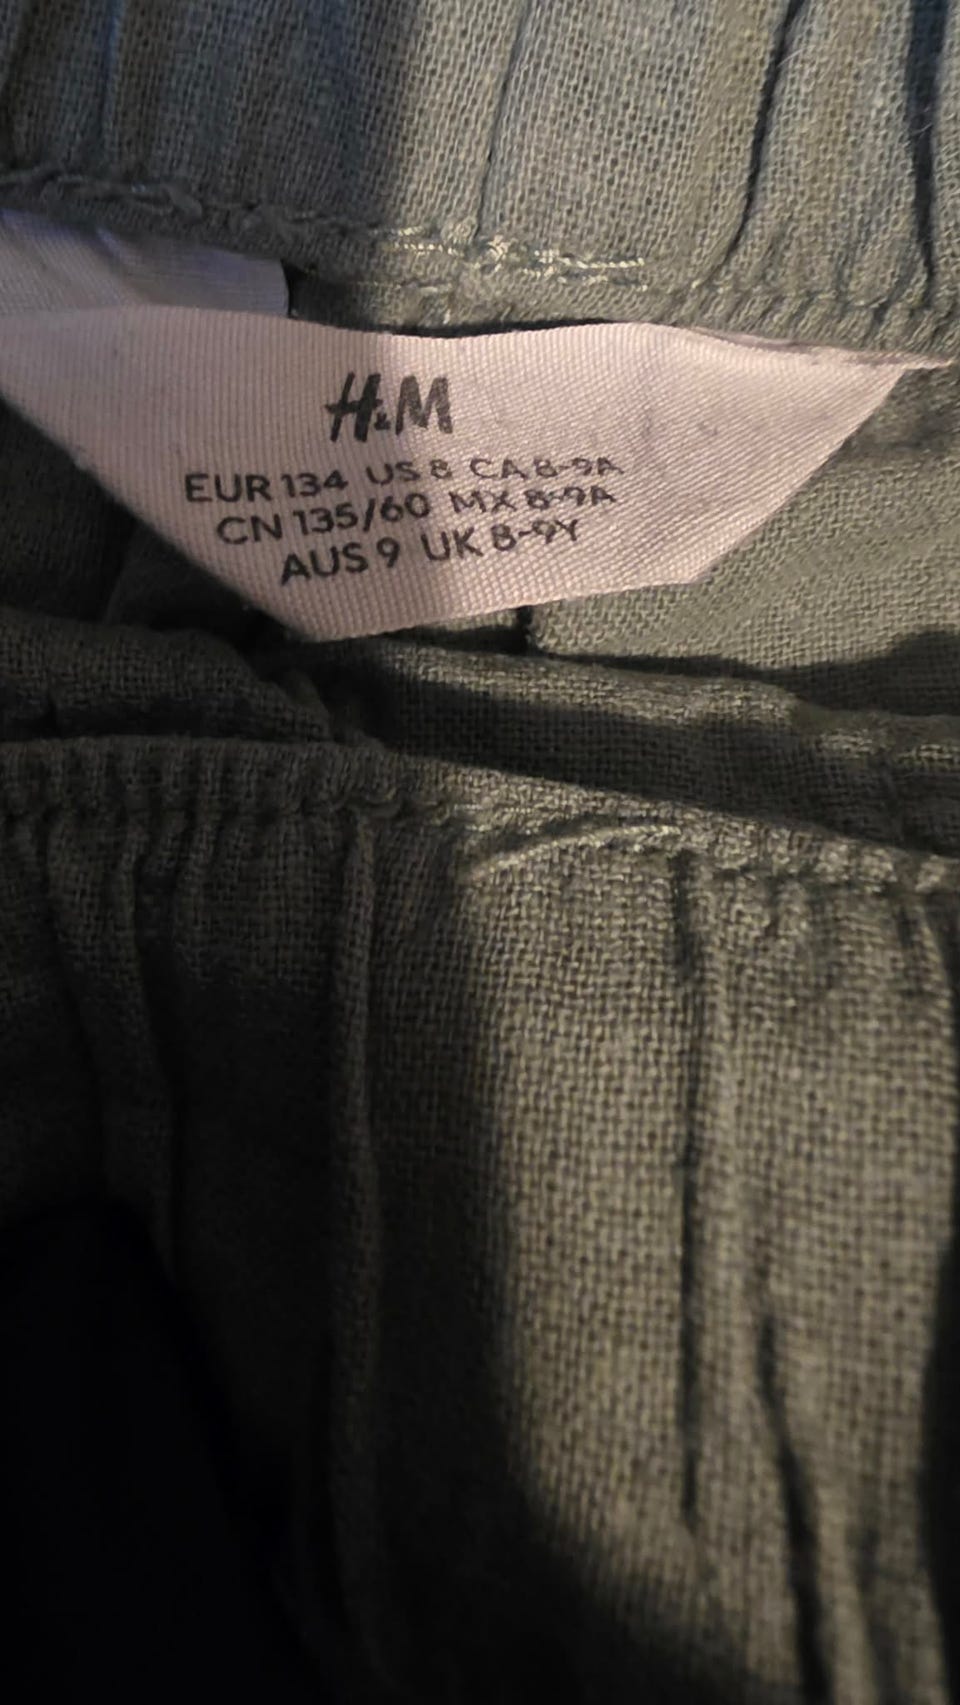 H&M
EUR 134 US 8 CA 8-9A
CN 135/60 MX 8-9A
AUS 9 UK 8-9Y